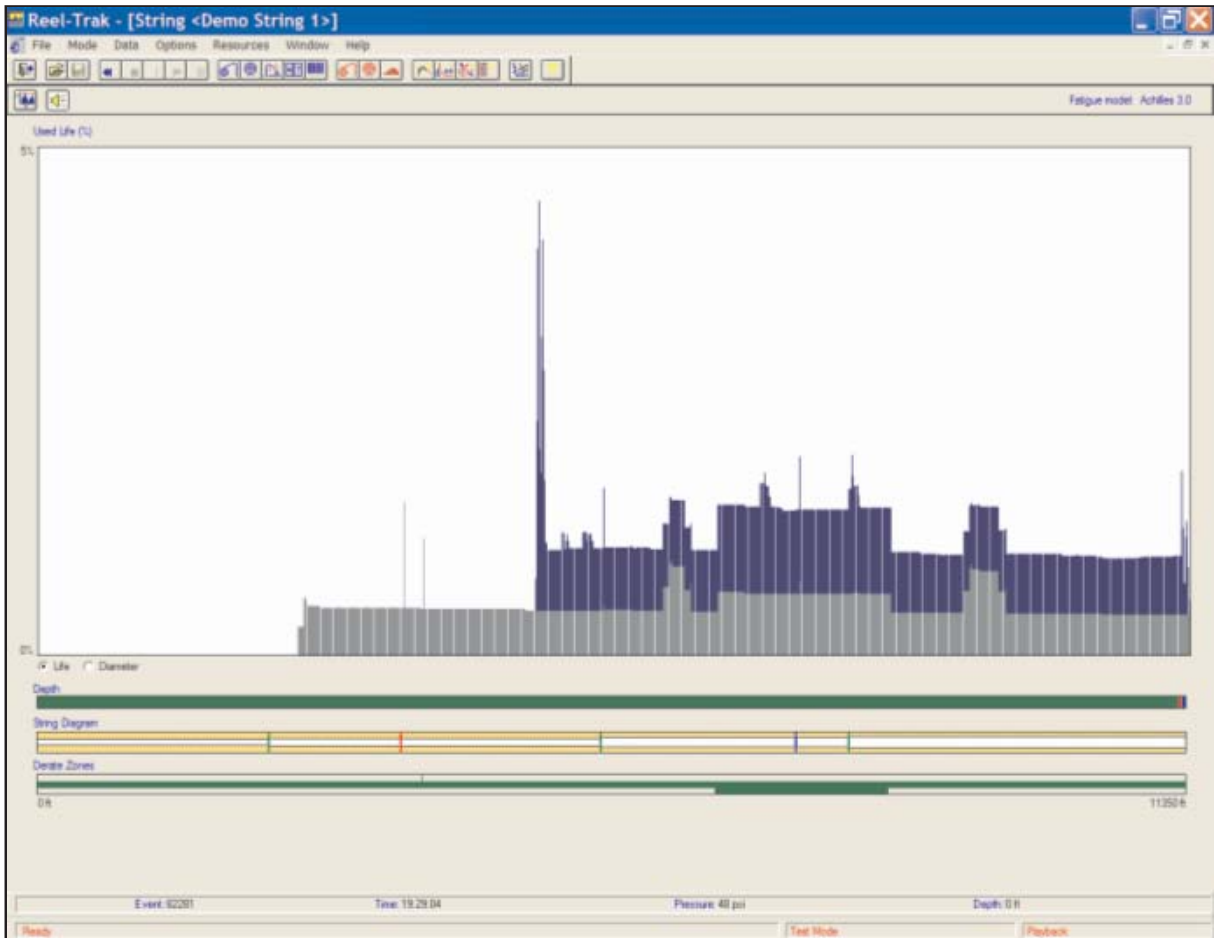 Reel-Trak - [String <Demo String 1>]
File Mode Data Options Resources Window Help
Fatigue model: Achilles 3.0
Used Life (%)
5%
0%
Life Diameter
Depth
String Diagram
Derate Zones
0 ft 11350 ft
Event: 62281 Time: 19:29:04 Pressure: 48 psi Depth: 0 ft
Ready Test Mode Playback